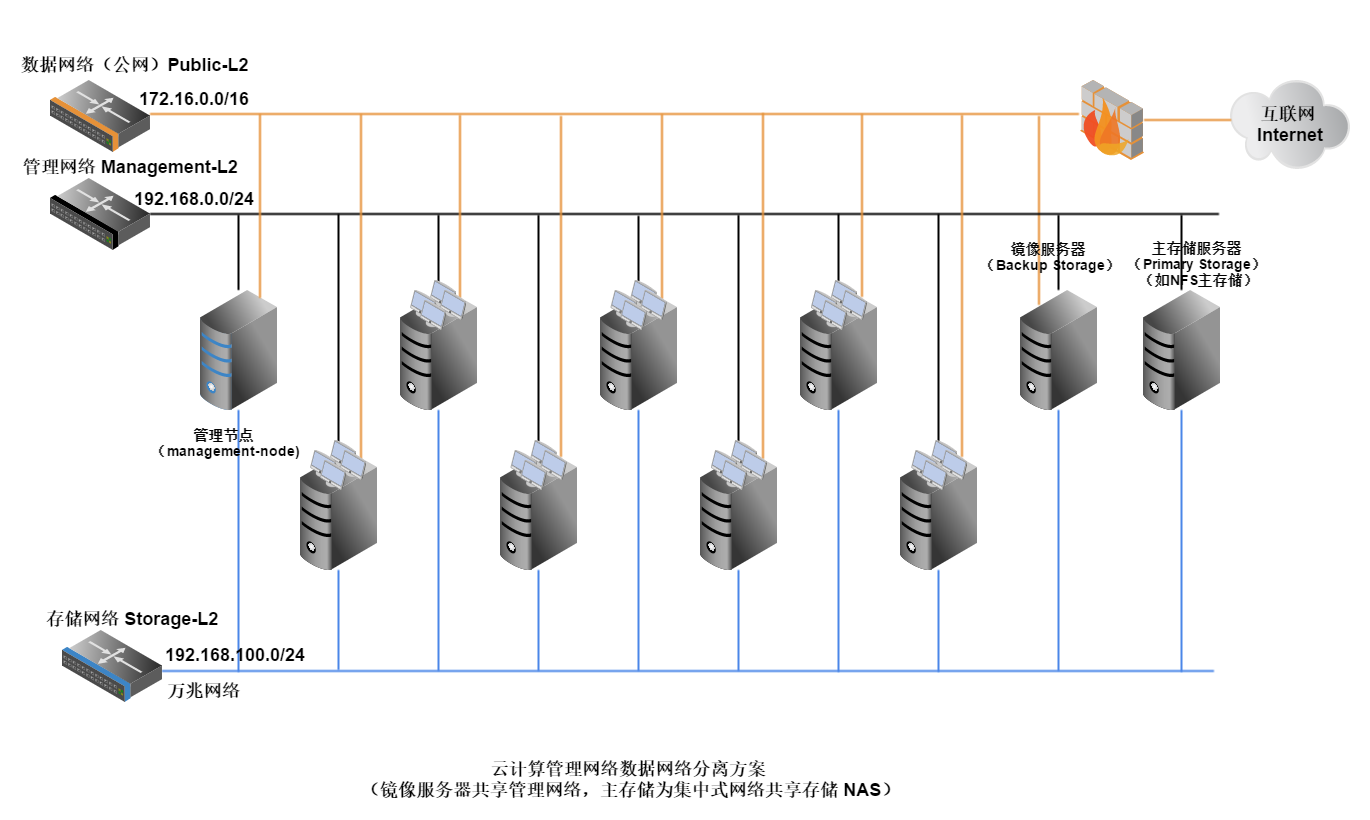 数据网络（公网）Public-L2
172.16.0.0/16
互联网
Internet
管理网络 Management-L2
192.168.0.0/24
镜像服务器
（Backup Storage）
主存储服务器
（Primary Storage）
（如NFS主存储）
管理节点
（management-node)
存储网络 Storage-L2
192.168.100.0/24
万兆网络
云计算管理网络数据网络分离方案
（镜像服务器共享管理网络，主存储为集中式网络共享存储 NAS）